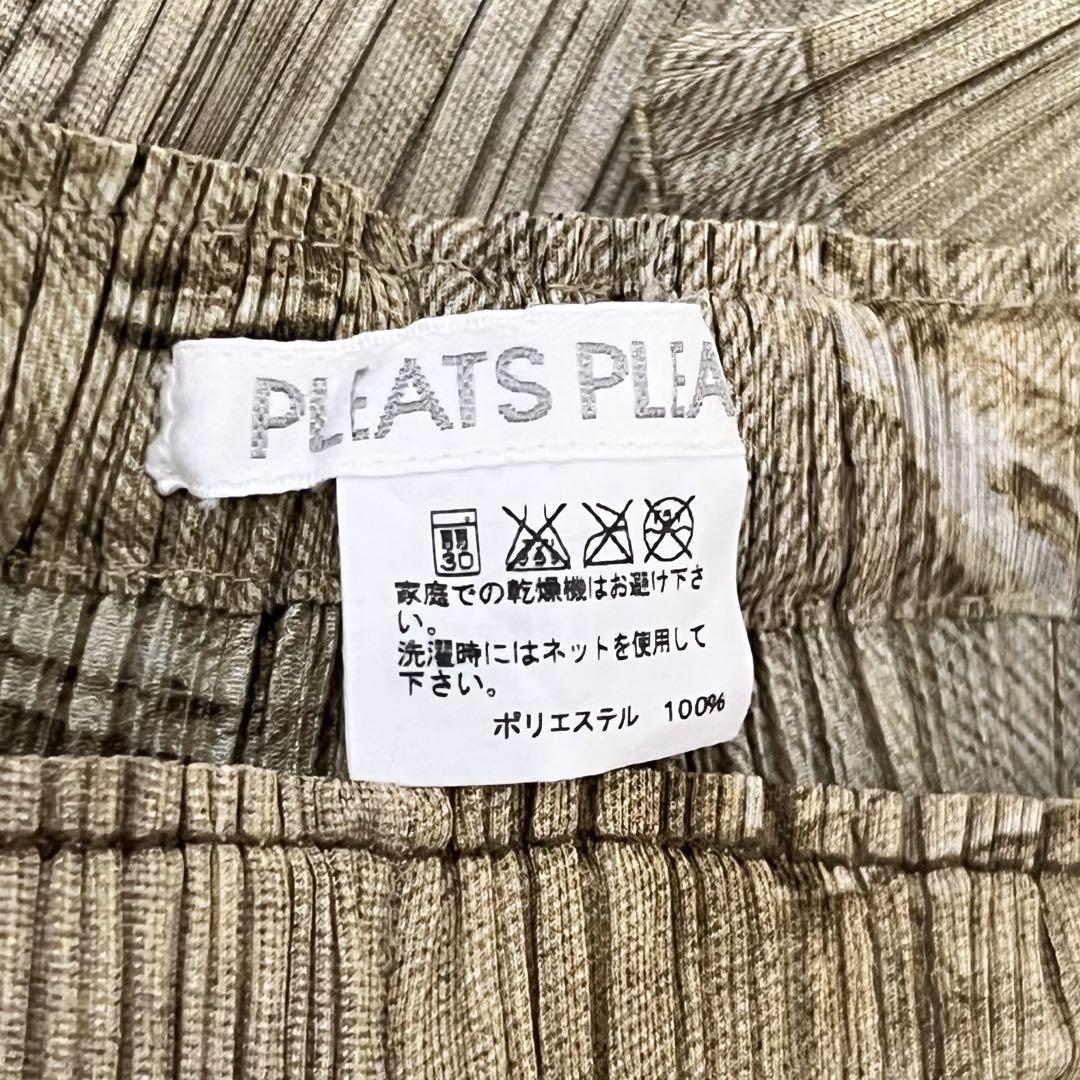 PLEATS PLEA
30
家庭での乾燥機はお避け下さ
い。
洗濯時にはネットを使用して
下さい。
ポリエステル 100%